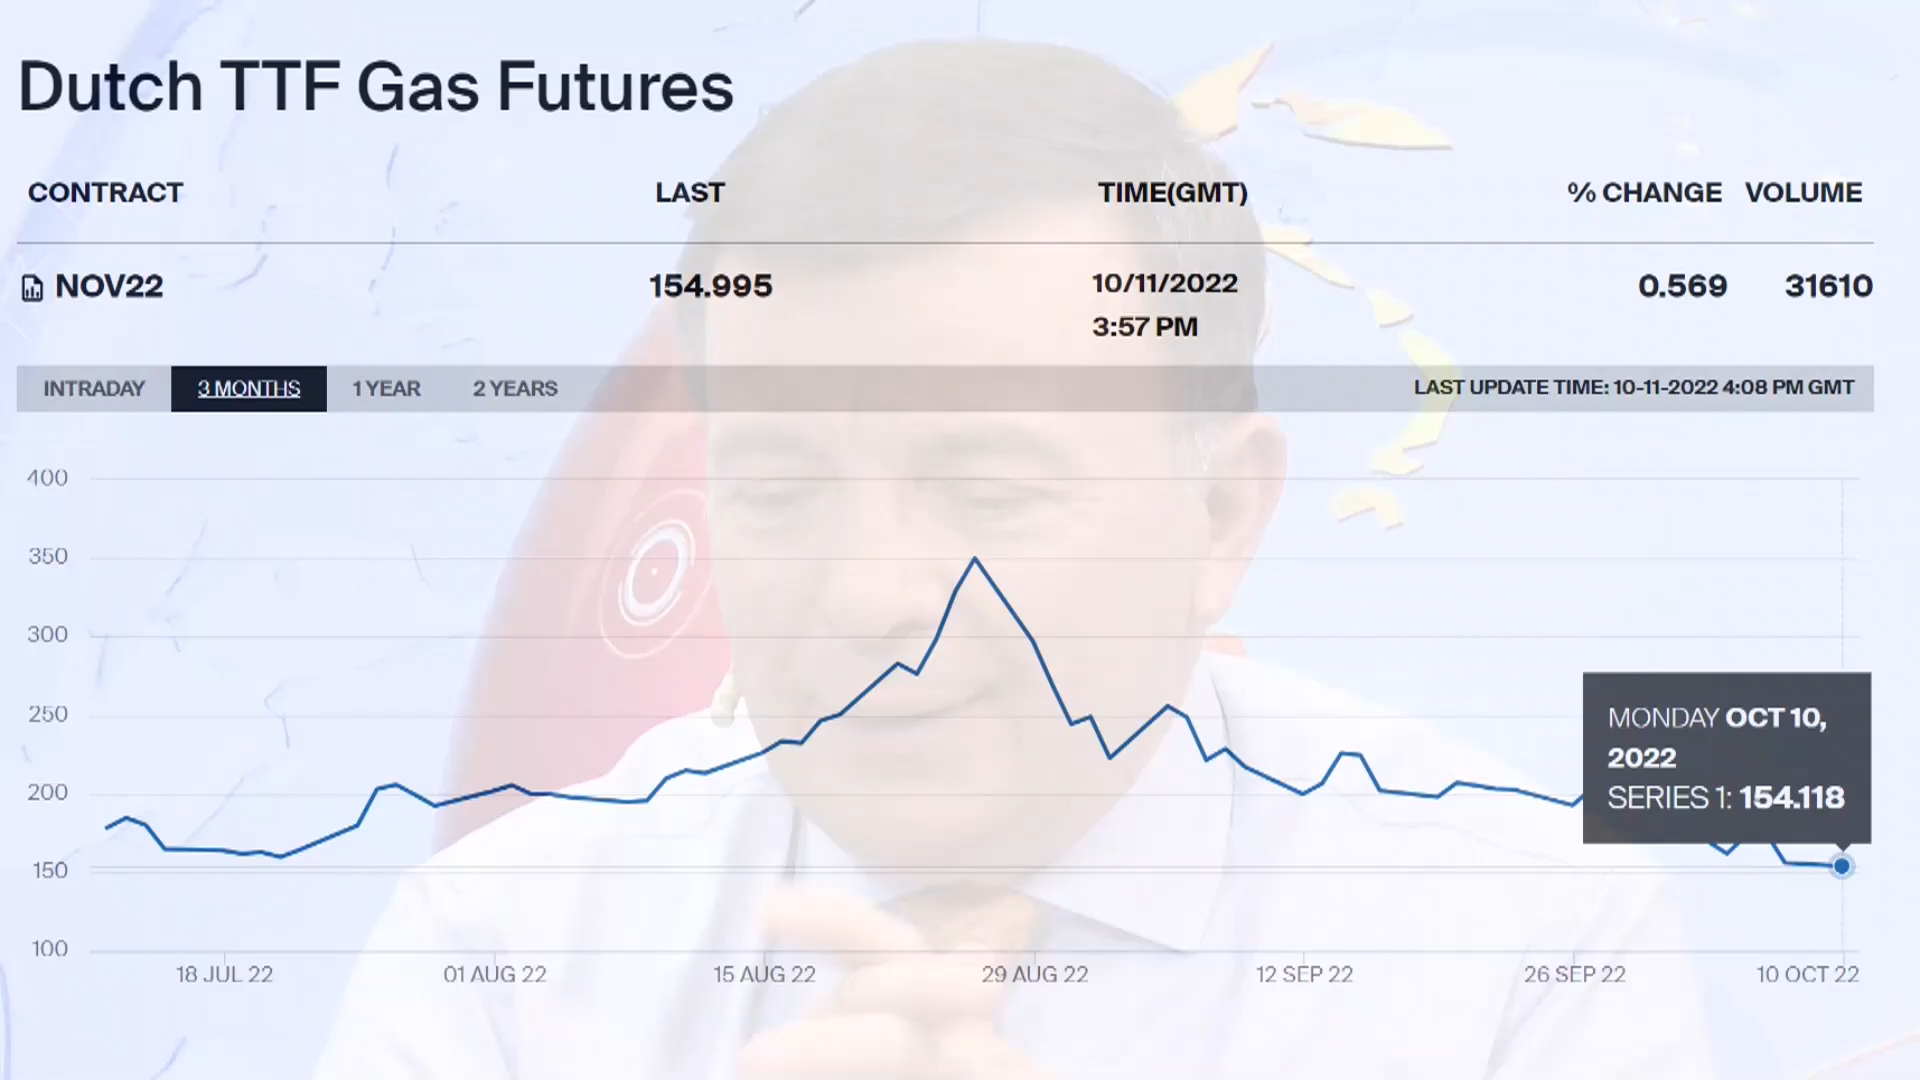 Dutch TTF Gas Futures
CONTRACT LAST TIME(GMT) % CHANGE VOLUME
NOV22 154.995 10/11/2022 0.569 31610
3:57 PM
INTRADAY 3 MONTHS 1 YEAR 2 YEARS LAST UPDATE TIME: 10-11-2022 4:08 PM GMT
400
350
300
250
200
150
100
MONDAY OCT 10,
2022
SERIES 1: 154.118
18 JUL 22 01 AUG 22 15 AUG 22 29 AUG 22 12 SEP 22 26 SEP 22 10 OCT 22